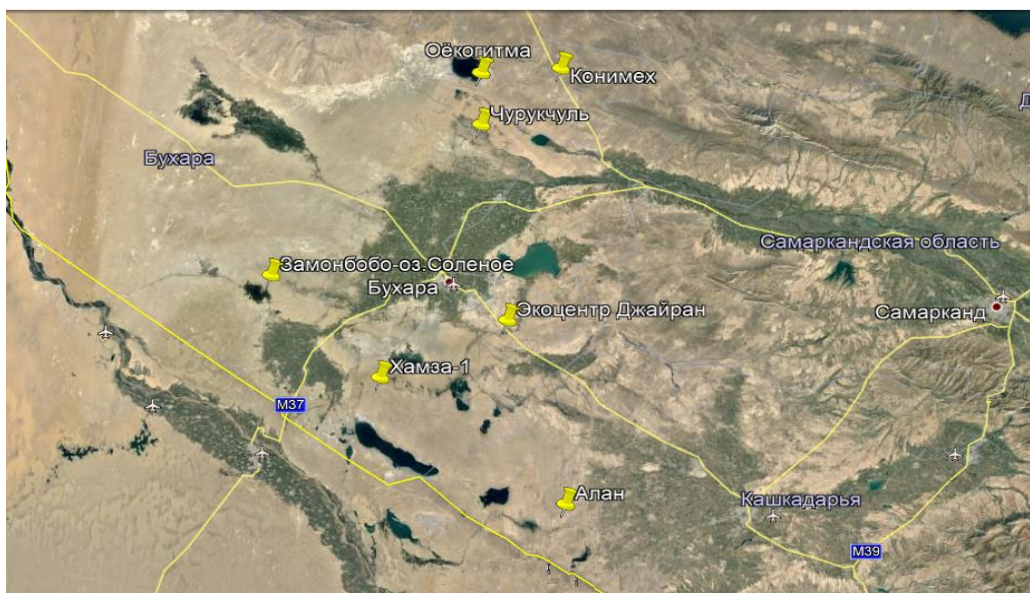 Оёкогитма
Конимех
Чурукчуль
Бухара
Самаркандская область
Замонбобо-оз.Соленое
Бухара
Экоцентр Джайран
Самарканд
Хамза-1
M37
Алан
Кашкадарья
M39